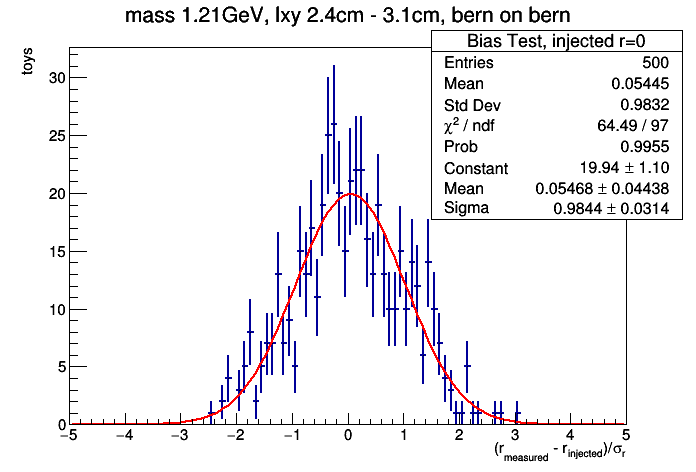 mass 1.21GeV, lxy 2.4cm - 3.1cm, bern on bern
Bias Test, injected r=0
Entries 500
Mean 0.05445
Std Dev 0.9832
χ² / ndf 64.49 / 97
Prob 0.9955
Constant 19.94 ± 1.10
Mean 0.05468 ± 0.04438
Sigma 0.9844 ± 0.0314
toys
30
25
20
15
10
5
0
−5 −4 −3 −2 −1 0 1 2 3 4 5
(r_measured - r_injected)/σ_r